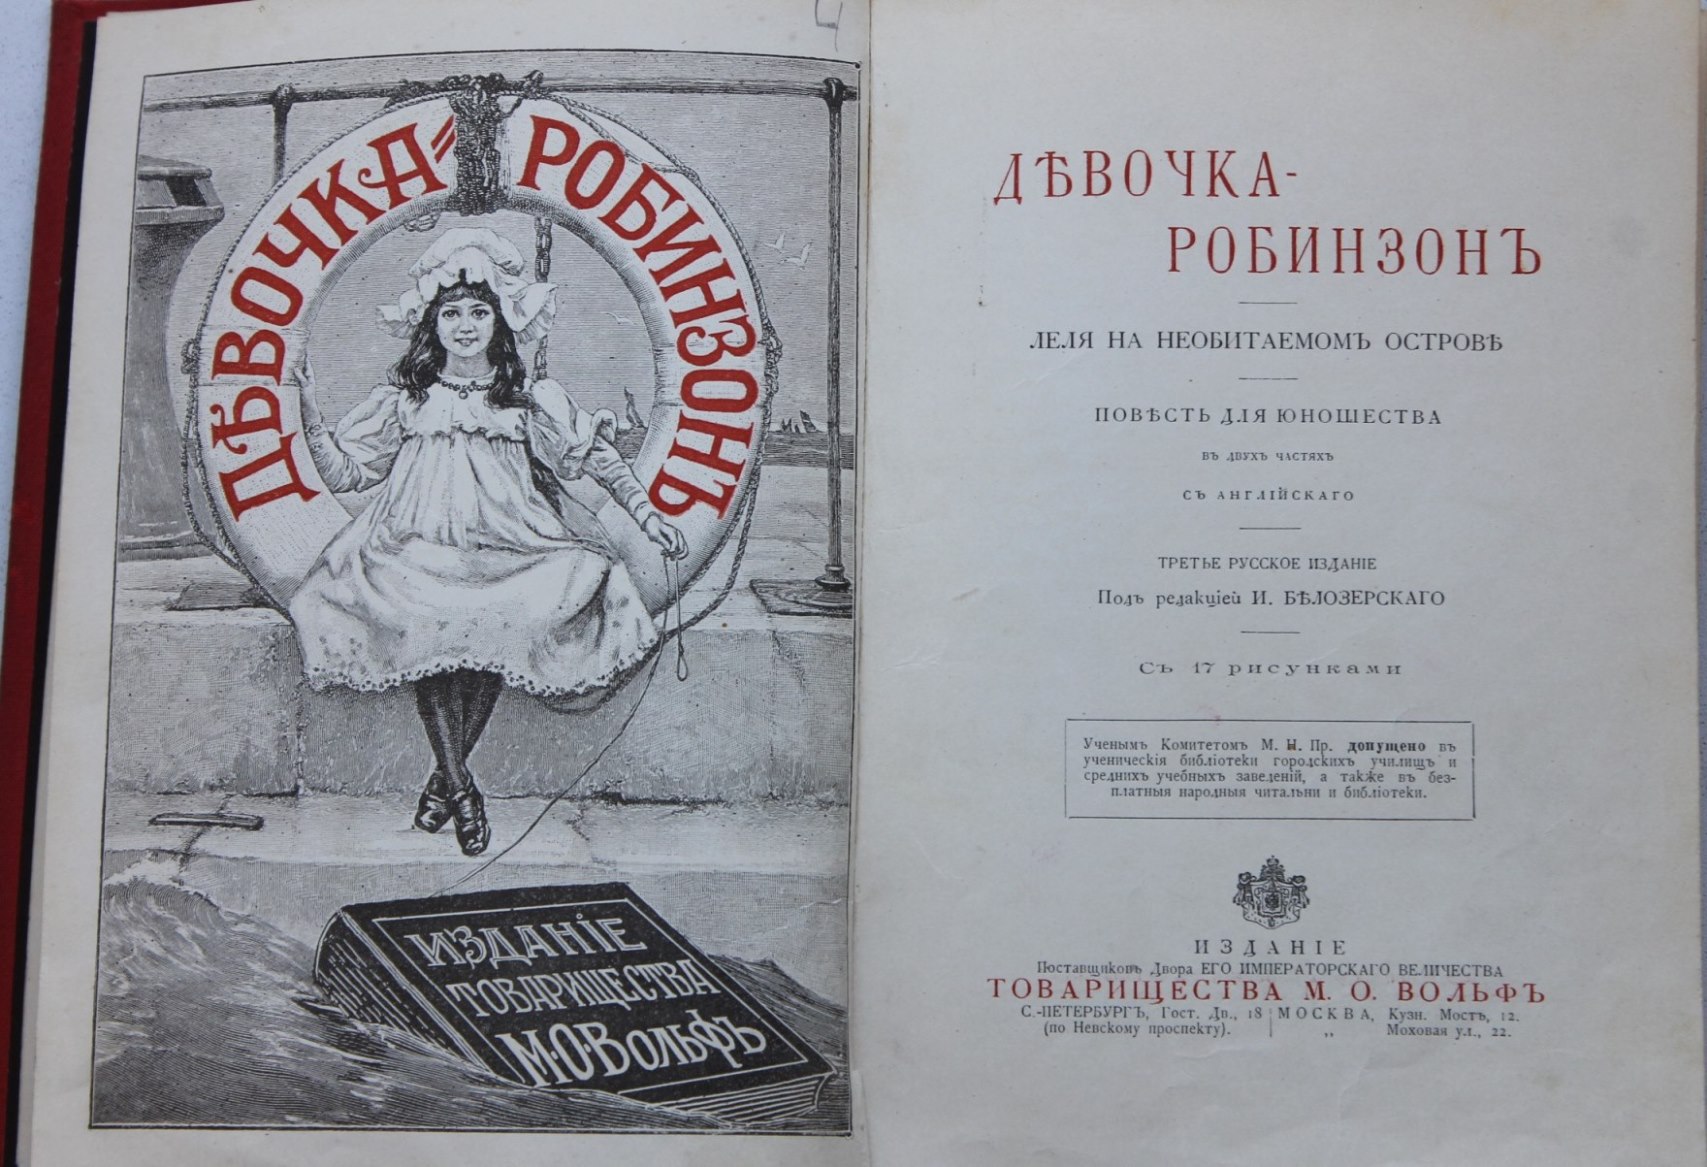 ДѢВОЧКА=
РОБИНЗОНЪ
ИЗДАНІЕ
ТОВАРИЩЕСТВА
М·О·ВОЛЬФЪ
ДѢВОЧКА-
РОБИНЗОНЪ
ЛЕЛЯ НА НЕОБИТАЕМОМЪ ОСТРОВѢ
ПОВѢСТЬ ДЛЯ ЮНОШЕСТВА
ВЪ ДВУХЪ ЧАСТЯХЪ
СЪ АНГЛІЙСКАГО
ТРЕТЬЕ РУССКОЕ ИЗДАНІЕ
Подъ редакціей И. БѢЛОЗЕРСКАГО
Съ 17 рисунками
Ученымъ Комитетомъ М. Н. Пр. допущено въ
ученическія библіотеки городскихъ училищъ и
среднихъ учебныхъ заведеній, а также въ без-
платныя народныя читальни и библіотеки.
ИЗДАНІЕ
Поставщиковъ Двора ЕГО ИМПЕРАТОРСКАГО ВЕЛИЧЕСТВА
ТОВАРИЩЕСТВА М. О. ВОЛЬФЪ
С.-ПЕТЕРБУРГЪ, Гост. Дв., 18 | МОСКВА, Кузн. Мостъ, 12.
(по Невскому проспекту). | „ Моховая ул., 22.